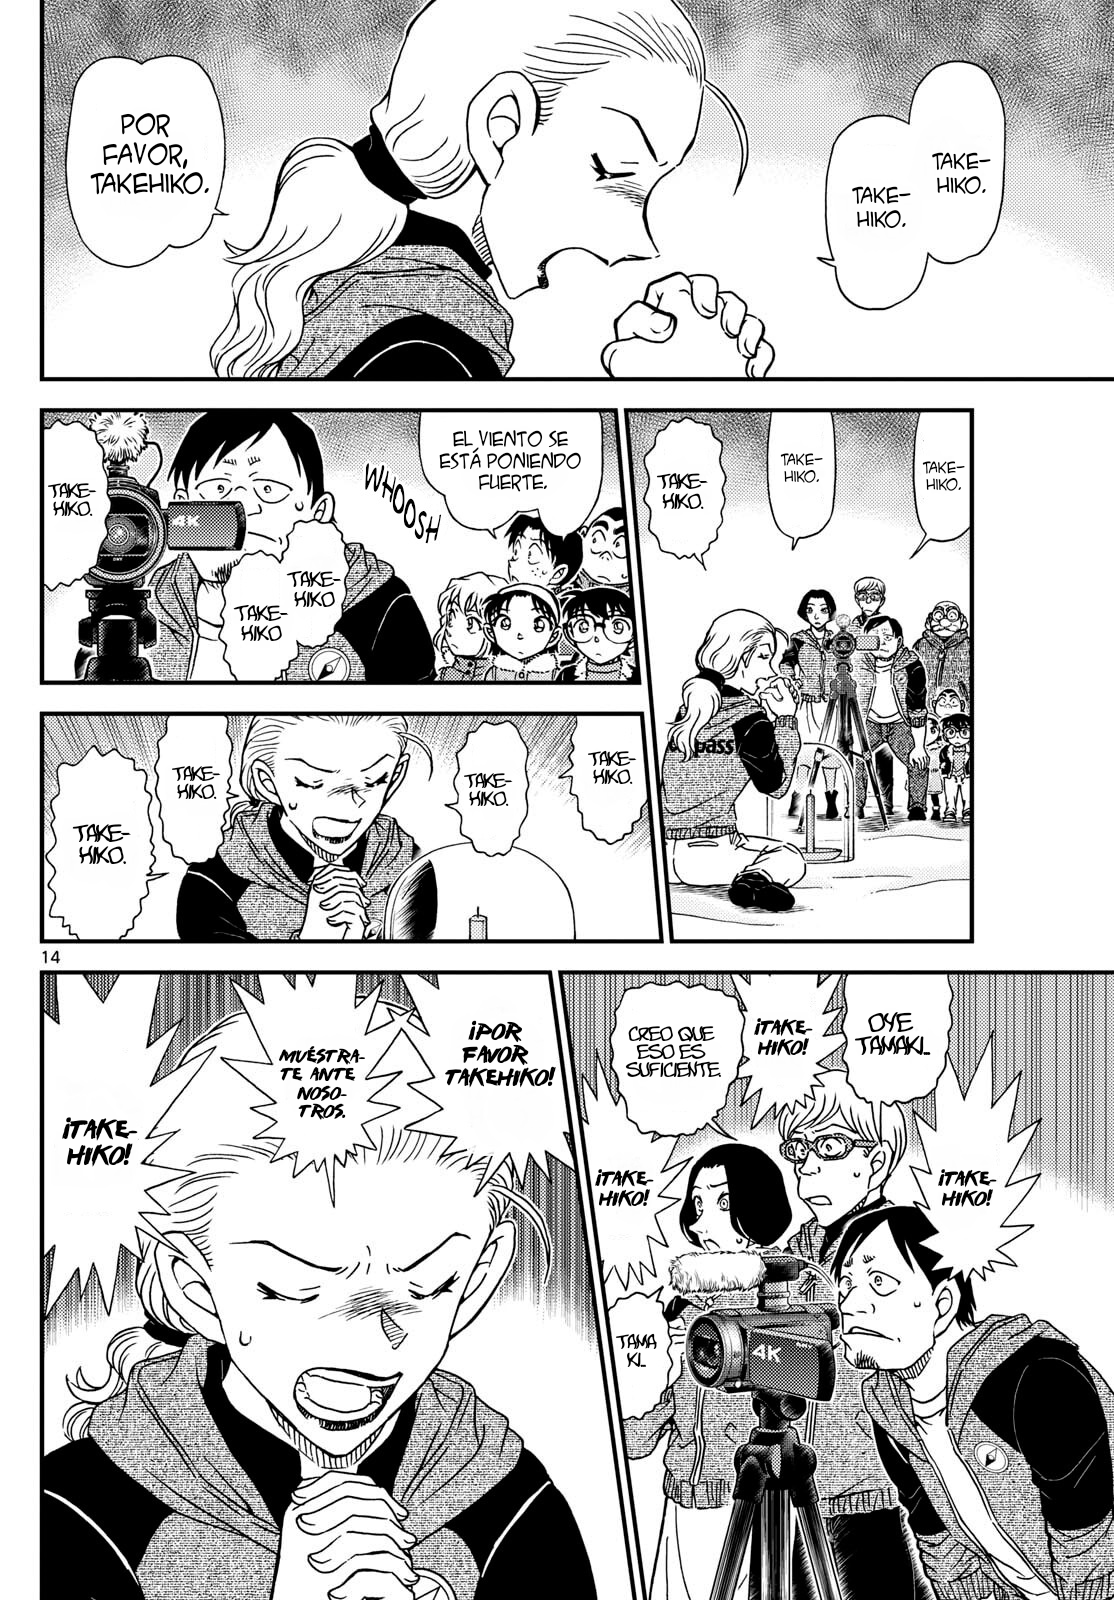 TAKE-
HIKO.
TAKE-
HIKO.
POR
FAVOR,
TAKEHIKO.
TAKE-
HIKO.
TAKE-
HIKO.
TAKE-
HIKO.
pass
EL VIENTO SE
ESTÁ PONIENDO
FUERTE.
WHOOSH
TAKE-
HIKO
TAKE-
HIKO
TAKE-
HIKO.
4K
TAKE-
HIKO.
TAKE-
HIKO.
TAKE-
HIKO.
TAKE-
HIKO.
14
OYE
TAMAKI...
¡TAKE-
HIKO!
CREO QUE
ESO ES
SUFICIENTE.
¡TAKE-
HIKO!
¡TAKE-
HIKO!
TAMA
KI...
4K
¡POR
FAVOR
TAKEHIKO!
MUÉSTRA-
TE ANTE
NOSO-
TROS.
¡TAKE-
HIKO!